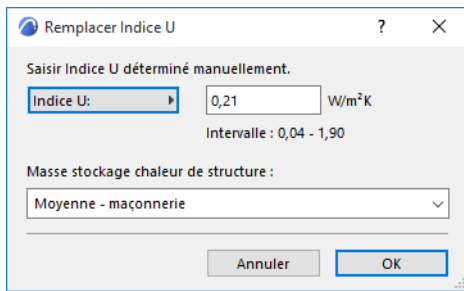 Remplacer Indice U
Saisir Indice U déterminé manuellement.
Indice U: 0,21 W/m²K
Intervalle : 0,04 - 1,90
Masse stockage chaleur de structure :
Moyenne - maçonnerie
Annuler OK